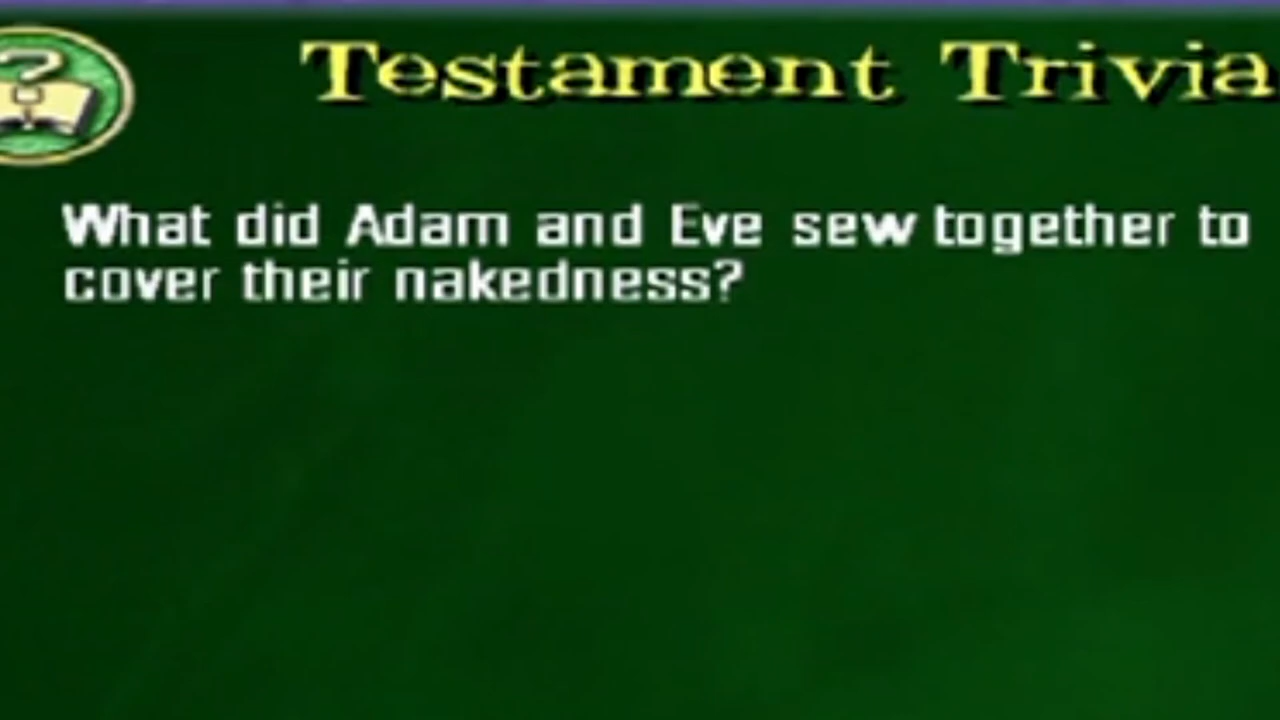 Testament Trivia
What did Adam and Eve sew together to
cover their nakedness?